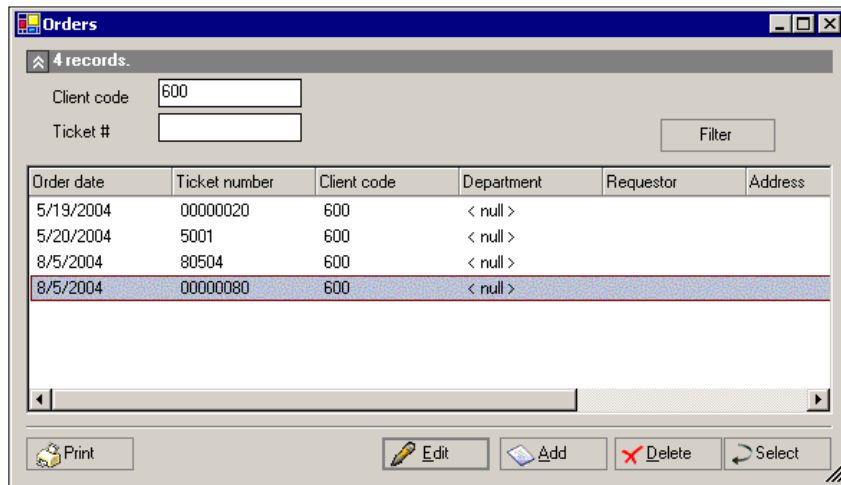 Orders
4 records.
Client code 600
Ticket #
Filter
Order date Ticket number Client code Department Requestor Address
5/19/2004 00000020 600 < null >
5/20/2004 5001 600 < null >
8/5/2004 80504 600 < null >
8/5/2004 00000080 600 < null >
Print Edit Add Delete Select